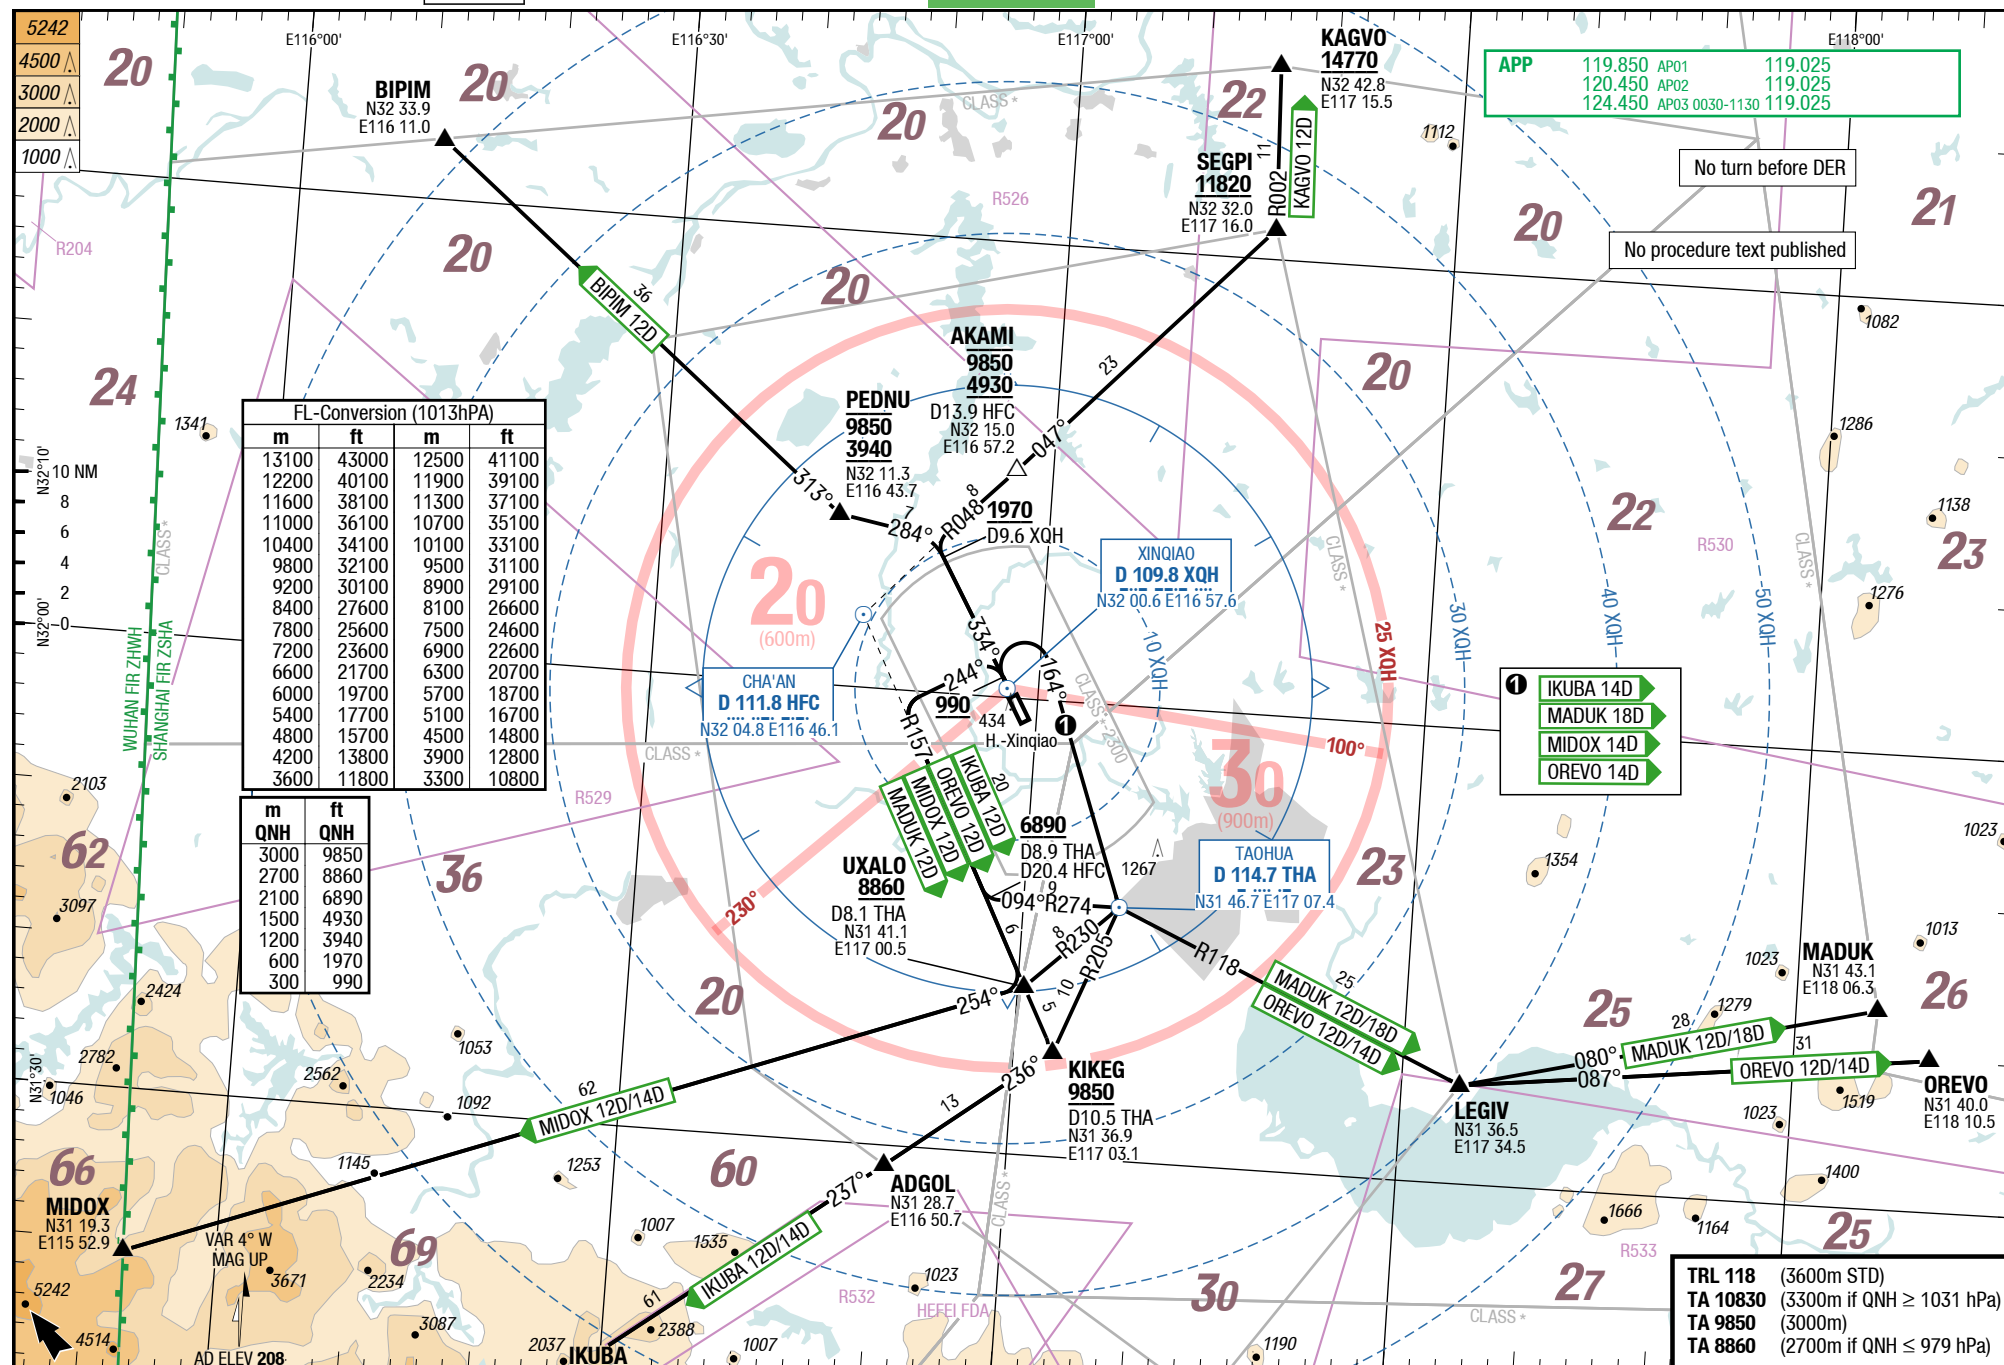 5242
4500
3000
2000
1000
E116°00'
E116°30'
E117°00'
E118°00'
APP 119.850 AP01 119.025
120.450 AP02 119.025
124.450 AP03 0030-1130 119.025
No turn before DER
No procedure text published
BIPIM
N32 33.9
E116 11.0
KAGVO
14770
N32 42.8
E117 15.5
SEGPI
11820
N32 32.0
E117 16.0
R002
11
KAGVO 12D
CLASS *
20
20
20
22
20
21
20
20
24
20
22
23
R204
R526
1112
1082
36
BIPIM 12D
AKAMI
9850
4930
D13.9 HFC
N32 15.0
E116 57.2
23
047°
PEDNU
9850
3940
N32 11.3
E116 43.7
313°
7
284°
R048
8
1970
D9.6 XQH
1341
1286
1138
1276
R530
CLASS *
CLASS *
FL-Conversion (1013hPA)
m ft m ft
13100 43000 12500 41100
12200 40100 11900 39100
11600 38100 11300 37100
11000 36100 10700 35100
10400 34100 10100 33100
9800 32100 9500 31100
9200 30100 8900 29100
8400 27600 8100 26600
7800 25600 7500 24600
7200 23600 6900 22600
6600 21700 6300 20700
6000 19700 5700 18700
5400 17700 5100 16700
4800 15700 4500 14800
4200 13800 3900 12800
3600 11800 3300 10800
N32°10'
10 NM
8
6
4
2
0
N32°00'
CLASS *
WUHAN FIR ZHWH
SHANGHAI FIR ZSHA
20
(600m)
XINQIAO
D 109.8 XQH
N32 00.6 E116 57.6
CHA'AN
D 111.8 HFC
N32 04.8 E116 46.1
334°
244°
990
164°
434
H.-Xinqiao
1
10 XQH
25 XQH
30 XQH
40 XQH
50 XQH
100°
230°
CLASS *-2300
CLASS *
30
(900m)
1 IKUBA 14D
MADUK 18D
MIDOX 14D
OREVO 14D
R157
20
IKUBA 12D
OREVO 12D
MIDOX 12D
MADUK 12D
R529
m ft
QNH QNH
3000 9850
2700 8860
2100 6890
1500 4930
1200 3940
600 1970
300 990
2103
62
3097
36
2424
6890
D8.9 THA
D20.4 HFC
1267
TAOHUA
D 114.7 THA
N31 46.7 E117 07.4
UXALO
8860
D8.1 THA
N31 41.1
E117 00.5
9
094°
R274
6
8
R230
R205
10
5
R118
25
MADUK 12D/18D
OREVO 12D/14D
23
1354
1023
1013
1023
MADUK
N31 43.1
E118 06.3
26
25
1279
28
080°
MADUK 12D/18D
31
087°
OREVO 12D/14D
OREVO
N31 40.0
E118 10.5
1519
1023
LEGIV
N31 36.5
E117 34.5
20
254°
236°
KIKEG
9850
D10.5 THA
N31 36.9
E117 03.1
13
62
MIDOX 12D/14D
1053
1092
2562
2782
1046
N31°30'
66
1145
1253
60
MIDOX
N31 19.3
E115 52.9
VAR 4° W
MAG UP
69
3671
2234
3087
5242
4514
AD ELEV 208
237°
ADGOL
N31 28.7
E116 50.7
IKUBA 12D/14D
61
1007
1535
2388
2037
IKUBA
1007
1023
R532
HEFEI FDA
CLASS *
30
1190
27
CLASS *
1666
1164
1400
R533
25
TRL 118 (3600m STD)
TA 10830 (3300m if QNH ≥ 1031 hPa)
TA 9850 (3000m)
TA 8860 (2700m if QNH ≤ 979 hPa)